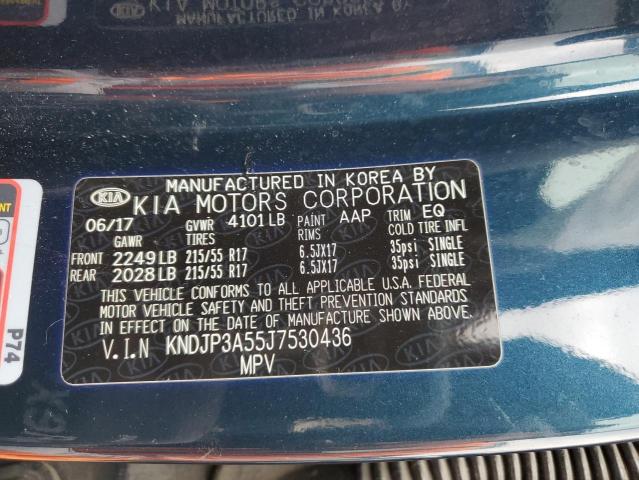 KIA MOTORS
MANUFACTURED IN KOREA BY
KIA KIA MOTORS CORPORATION
06/17 GVWR 4101LB PAINT AAP TRIM EQ
GAWR TIRES RIMS COLD TIRE INFL
FRONT 2249LB 215/55 R17 6.5JX17 35psi SINGLE
REAR 2028LB 215/55 R17 6.5JX17 35psi SINGLE
THIS VEHICLE CONFORMS TO ALL APPLICABLE U.S.A. FEDERAL
MOTOR VEHICLE SAFETY AND THEFT PREVENTION STANDARDS
IN EFFECT ON THE DATE OF MANUFACTURE SHOWN ABOVE.
V.I.N KNDJP3A55J7530436
MPV
P74